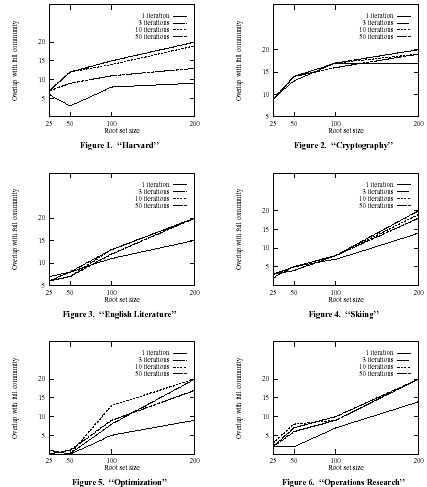 1 iteration
3 iterations
10 iterations
50 iterations
Overlap with full community
20
15
10
5
25 50 100 200
Root set size
Figure 1. “Harvard”
1 iteration
3 iterations
10 iterations
50 iterations
Overlap with full community
20
15
10
5
25 50 100 200
Root set size
Figure 2. “Cryptography”
1 iteration
3 iterations
10 iterations
50 iterations
Overlap with full community
20
15
10
5
25 50 100 200
Root set size
Figure 3. “English Literature”
1 iteration
3 iterations
10 iterations
50 iterations
Overlap with full community
20
15
10
5
25 50 100 200
Root set size
Figure 4. “Skiing”
1 iteration
3 iterations
10 iterations
50 iterations
Overlap with full community
20
15
10
5
25 50 100 200
Root set size
Figure 5. “Optimization”
1 iteration
3 iterations
10 iterations
50 iterations
Overlap with full community
20
15
10
5
25 50 100 200
Root set size
Figure 6. “Operations Research”